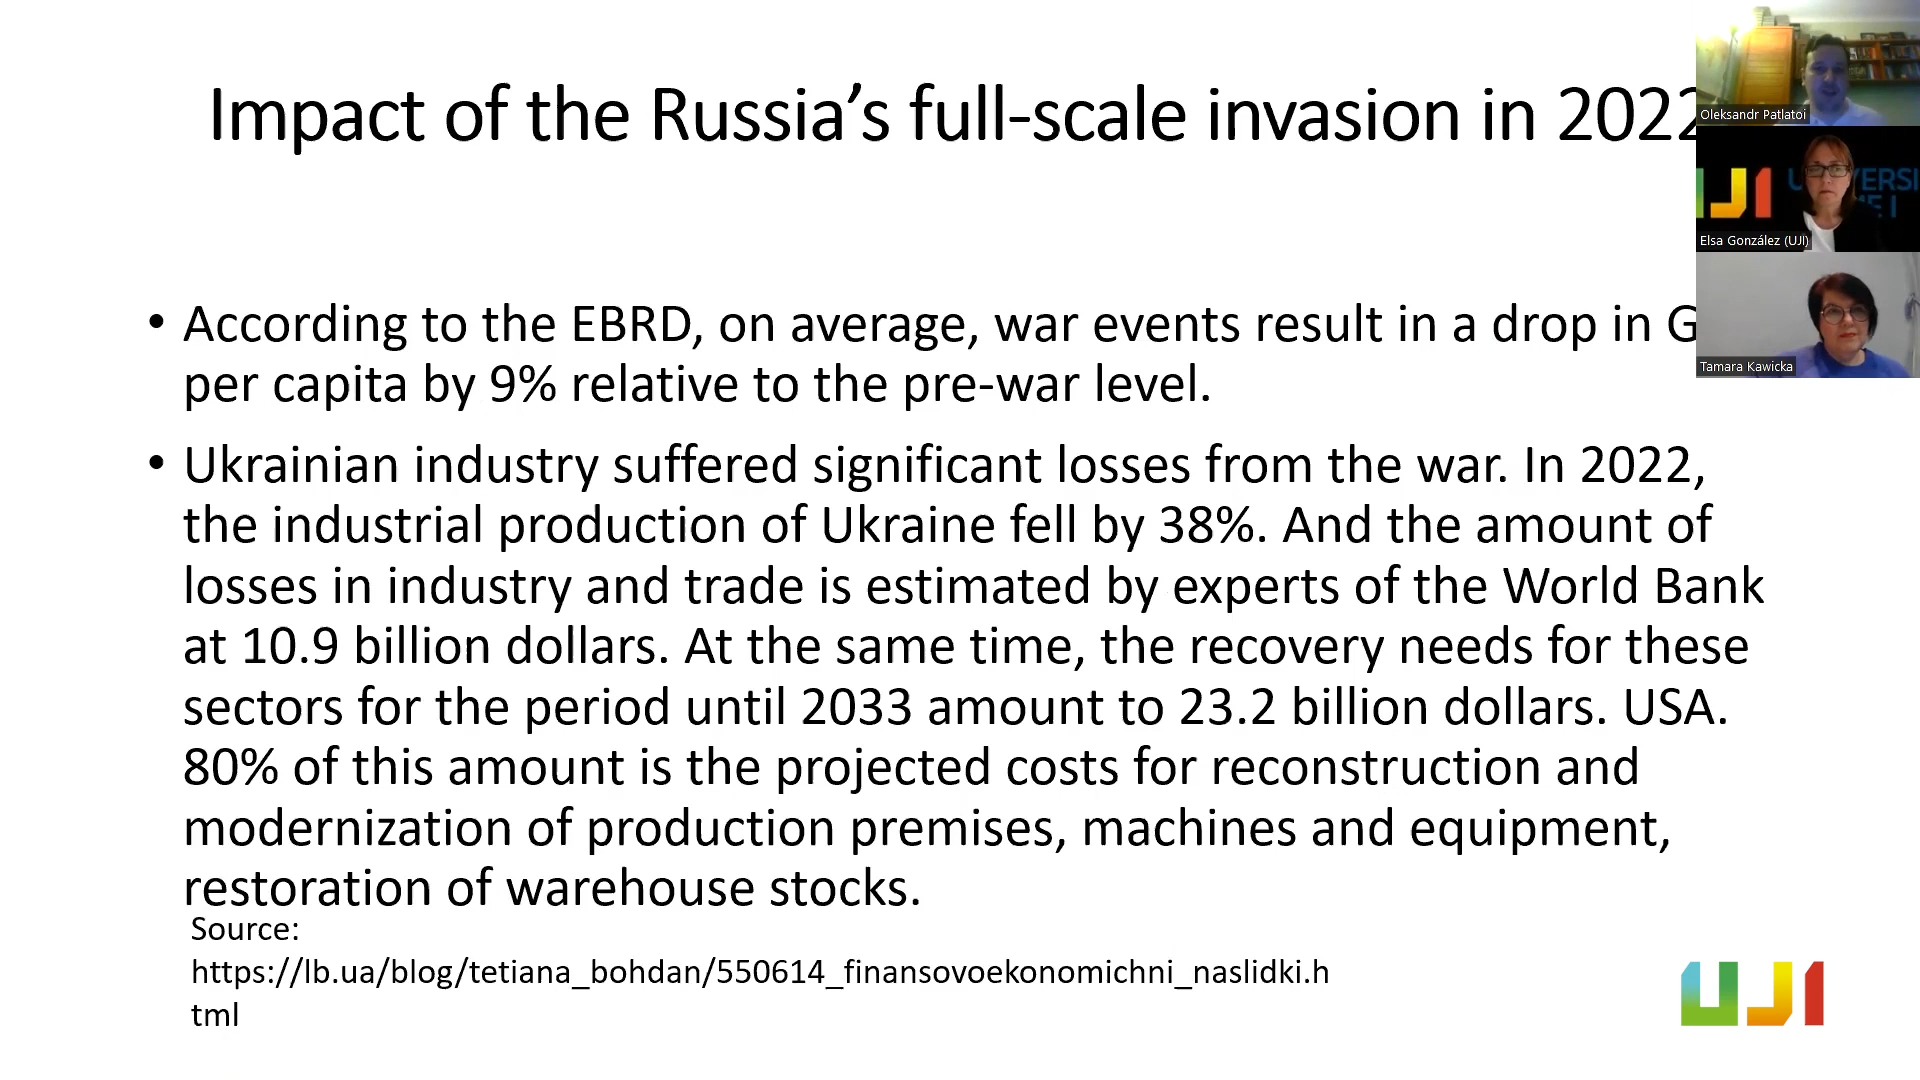 Impact of the Russia’s full-scale invasion in 2022
Oleksandr Patlatoi
UJI
Elsa González (UJI)
Tamara Kawicka
• According to the EBRD, on average, war events result in a drop in
per capita by 9% relative to the pre-war level.
• Ukrainian industry suffered significant losses from the war. In 2022,
the industrial production of Ukraine fell by 38%. And the amount of
losses in industry and trade is estimated by experts of the World Bank
at 10.9 billion dollars. At the same time, the recovery needs for these
sectors for the period until 2033 amount to 23.2 billion dollars. USA.
80% of this amount is the projected costs for reconstruction and
modernization of production premises, machines and equipment,
restoration of warehouse stocks.
Source:
https://lb.ua/blog/tetiana_bohdan/550614_finansovoekonomichni_naslidki.h
tml
UJI